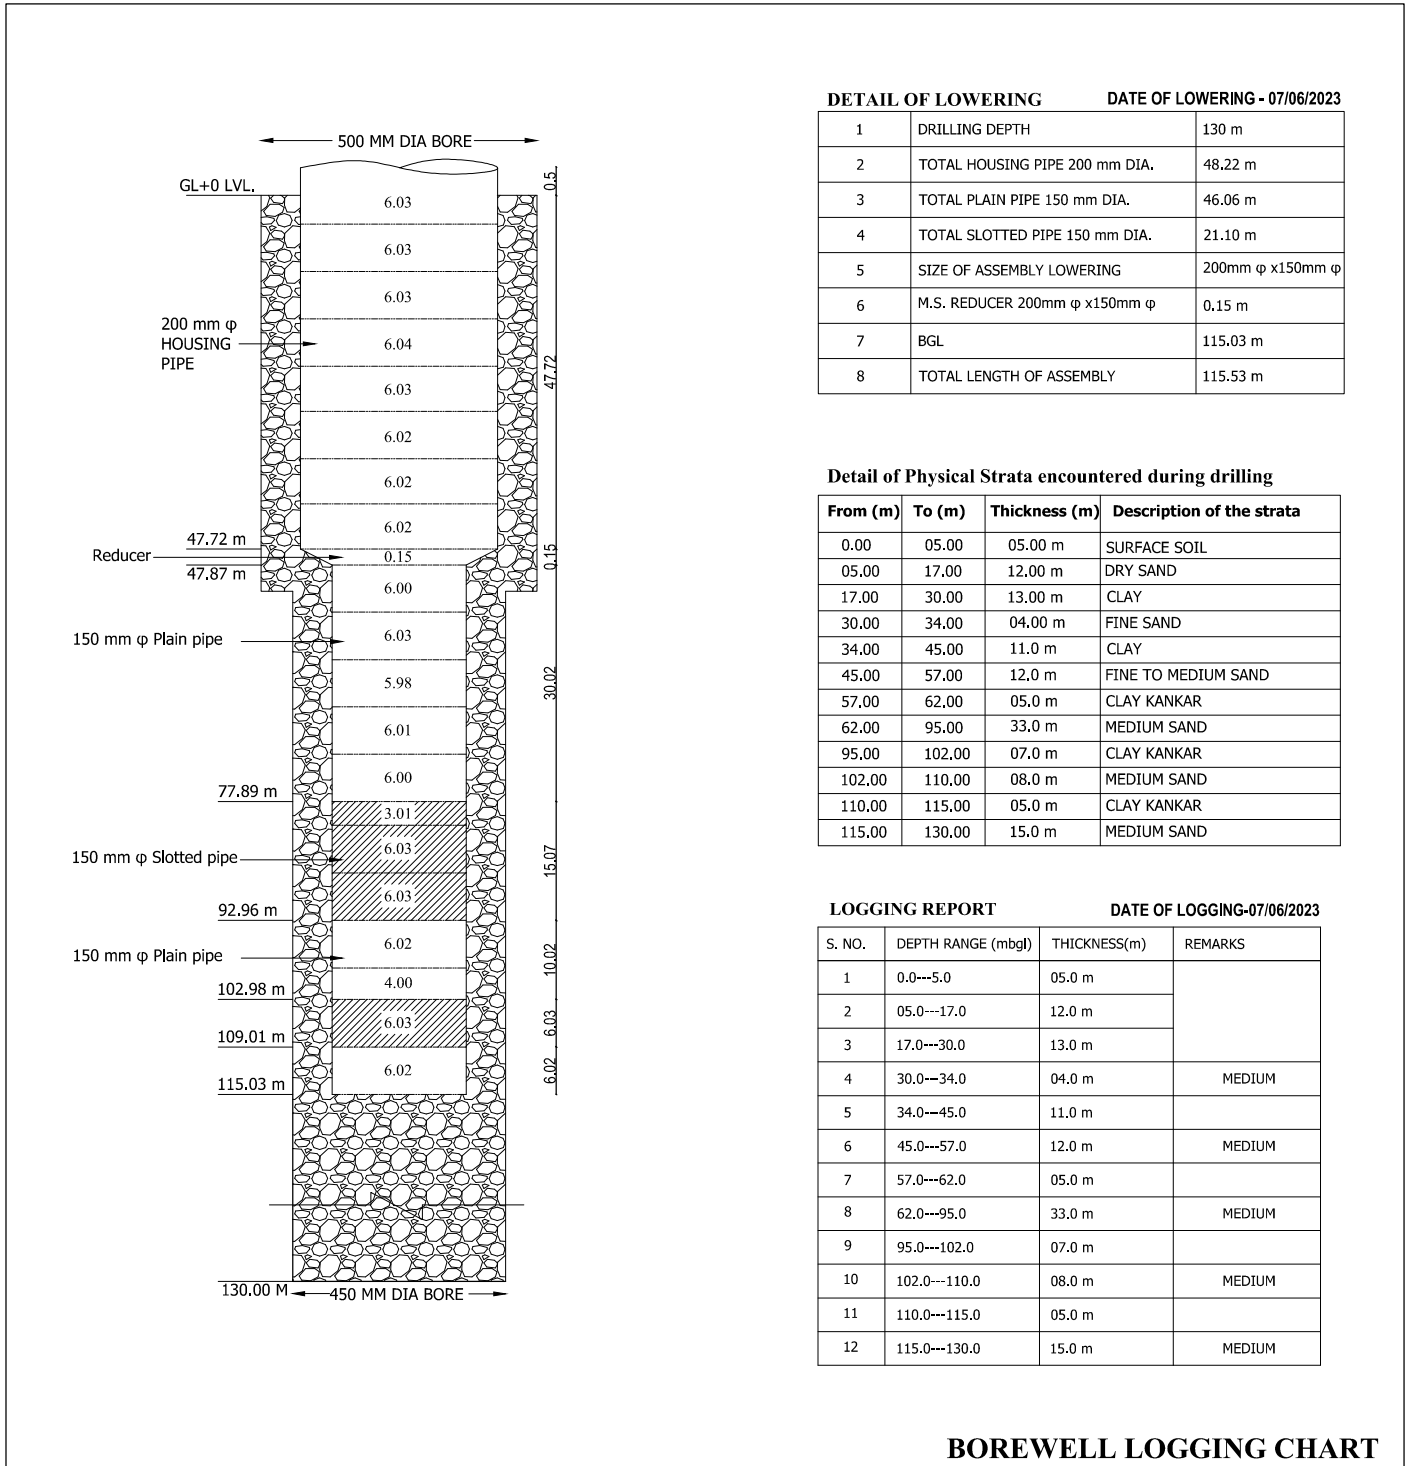 500 MM DIA BORE
GL+0 LVL.
0.5
6.03
6.03
6.03
200 mm φ
HOUSING
PIPE
6.04
47.72
6.03
6.02
6.02
6.02
47.72 m
Reducer
0.15
0.15
47.87 m
6.00
150 mm φ Plain pipe
6.03
5.98
30.02
6.01
6.00
77.89 m
3.01
6.03
150 mm φ Slotted pipe
15.07
6.03
92.96 m
6.02
150 mm φ Plain pipe
10.02
4.00
102.98 m
6.03
6.03
109.01 m
6.02
6.02
115.03 m
130.00 M
450 MM DIA BORE
DETAIL OF LOWERING DATE OF LOWERING - 07/06/2023
1 DRILLING DEPTH 130 m
2 TOTAL HOUSING PIPE 200 mm DIA. 48.22 m
3 TOTAL PLAIN PIPE 150 mm DIA. 46.06 m
4 TOTAL SLOTTED PIPE 150 mm DIA. 21.10 m
5 SIZE OF ASSEMBLY LOWERING 200mm φ x150mm φ
6 M.S. REDUCER 200mm φ x150mm φ 0.15 m
7 BGL 115.03 m
8 TOTAL LENGTH OF ASSEMBLY 115.53 m
Detail of Physical Strata encountered during drilling
From (m) To (m) Thickness (m) Description of the strata
0.00 05.00 05.00 m SURFACE SOIL
05.00 17.00 12.00 m DRY SAND
17.00 30.00 13.00 m CLAY
30.00 34.00 04.00 m FINE SAND
34.00 45.00 11.0 m CLAY
45.00 57.00 12.0 m FINE TO MEDIUM SAND
57.00 62.00 05.0 m CLAY KANKAR
62.00 95.00 33.0 m MEDIUM SAND
95.00 102.00 07.0 m CLAY KANKAR
102.00 110.00 08.0 m MEDIUM SAND
110.00 115.00 05.0 m CLAY KANKAR
115.00 130.00 15.0 m MEDIUM SAND
LOGGING REPORT DATE OF LOGGING-07/06/2023
S. NO. DEPTH RANGE (mbgl) THICKNESS(m) REMARKS
1 0.0---5.0 05.0 m
2 05.0---17.0 12.0 m
3 17.0---30.0 13.0 m
4 30.0---34.0 04.0 m MEDIUM
5 34.0---45.0 11.0 m
6 45.0---57.0 12.0 m MEDIUM
7 57.0---62.0 05.0 m
8 62.0---95.0 33.0 m MEDIUM
9 95.0---102.0 07.0 m
10 102.0---110.0 08.0 m MEDIUM
11 110.0---115.0 05.0 m
12 115.0---130.0 15.0 m MEDIUM
BOREWELL LOGGING CHART